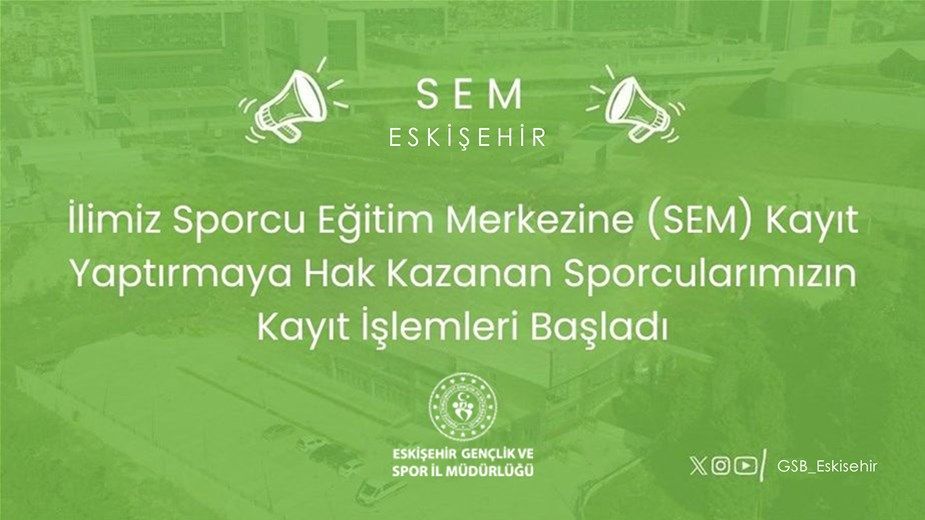 SEM
ESKİŞEHİR
İlimiz Sporcu Eğitim Merkezine (SEM) Kayıt
Yaptırmaya Hak Kazanan Sporcularımızın
Kayıt İşlemleri Başladı
ESKİŞEHİR GENÇLİK VE
SPOR İL MÜDÜRLÜĞÜ
GSB_Eskisehir